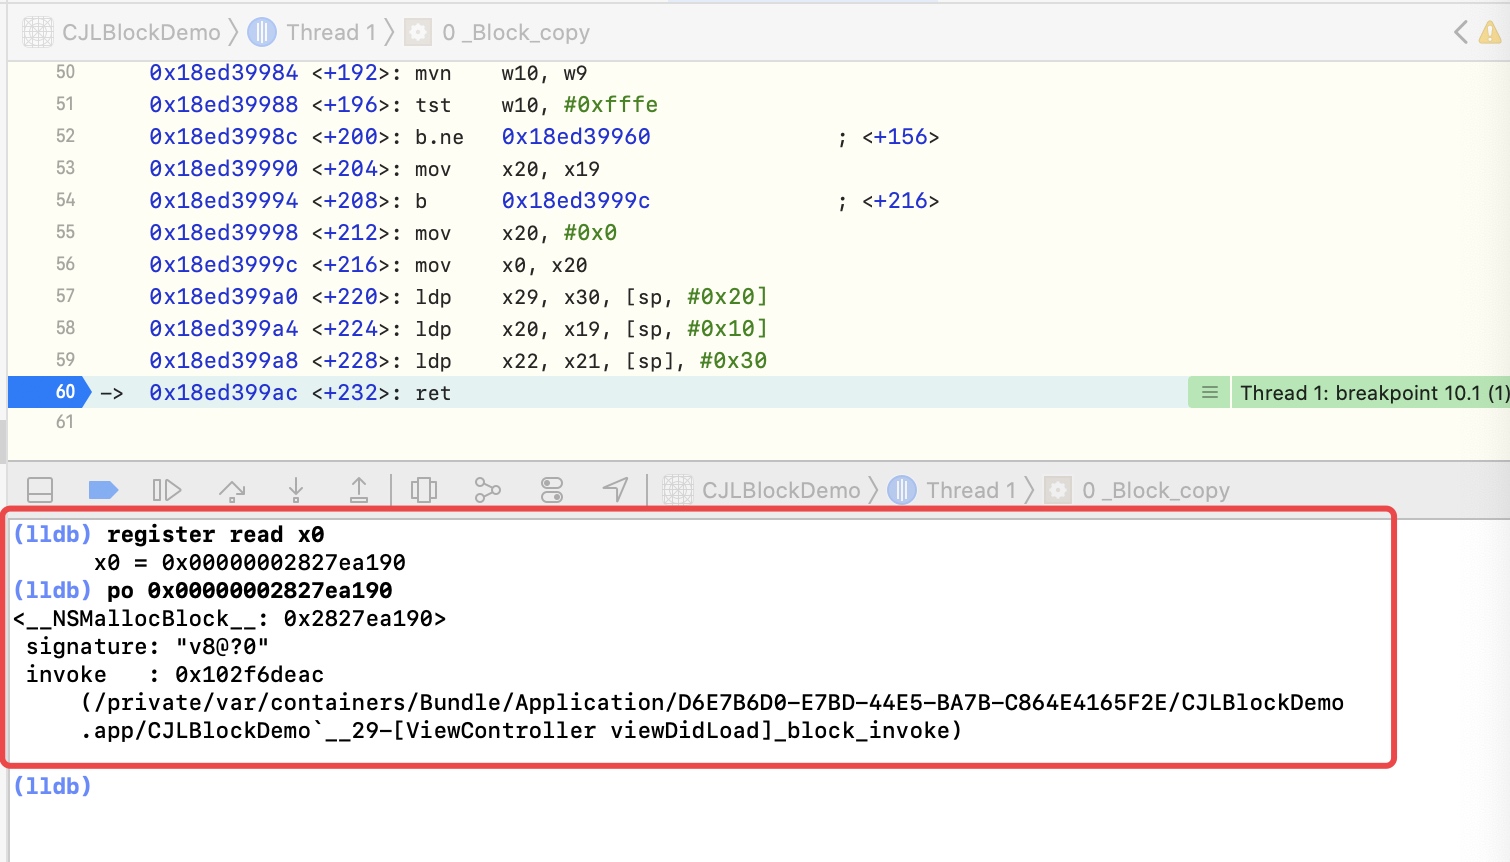 CJLBlockDemo 〉 Thread 1 〉 0 _Block_copy
50 0x18ed39984 <+192>: mvn w10, w9
51 0x18ed39988 <+196>: tst w10, #0xfffe
52 0x18ed3998c <+200>: b.ne 0x18ed39960 ; <+156>
53 0x18ed39990 <+204>: mov x20, x19
54 0x18ed39994 <+208>: b 0x18ed3999c ; <+216>
55 0x18ed39998 <+212>: mov x20, #0x0
56 0x18ed3999c <+216>: mov x0, x20
57 0x18ed399a0 <+220>: ldp x29, x30, [sp, #0x20]
58 0x18ed399a4 <+224>: ldp x20, x19, [sp, #0x10]
59 0x18ed399a8 <+228>: ldp x22, x21, [sp], #0x30
60 -> 0x18ed399ac <+232>: ret Thread 1: breakpoint 10.1 (1)
61
CJLBlockDemo 〉 Thread 1 〉 0 _Block_copy
(lldb) register read x0
x0 = 0x00000002827ea190
(lldb) po 0x00000002827ea190
<__NSMallocBlock__: 0x2827ea190>
signature: "v8@?0"
invoke : 0x102f6deac
(/private/var/containers/Bundle/Application/D6E7B6D0-E7BD-44E5-BA7B-C864E4165F2E/CJLBlockDemo
.app/CJLBlockDemo`__29-[ViewController viewDidLoad]_block_invoke)
(lldb)